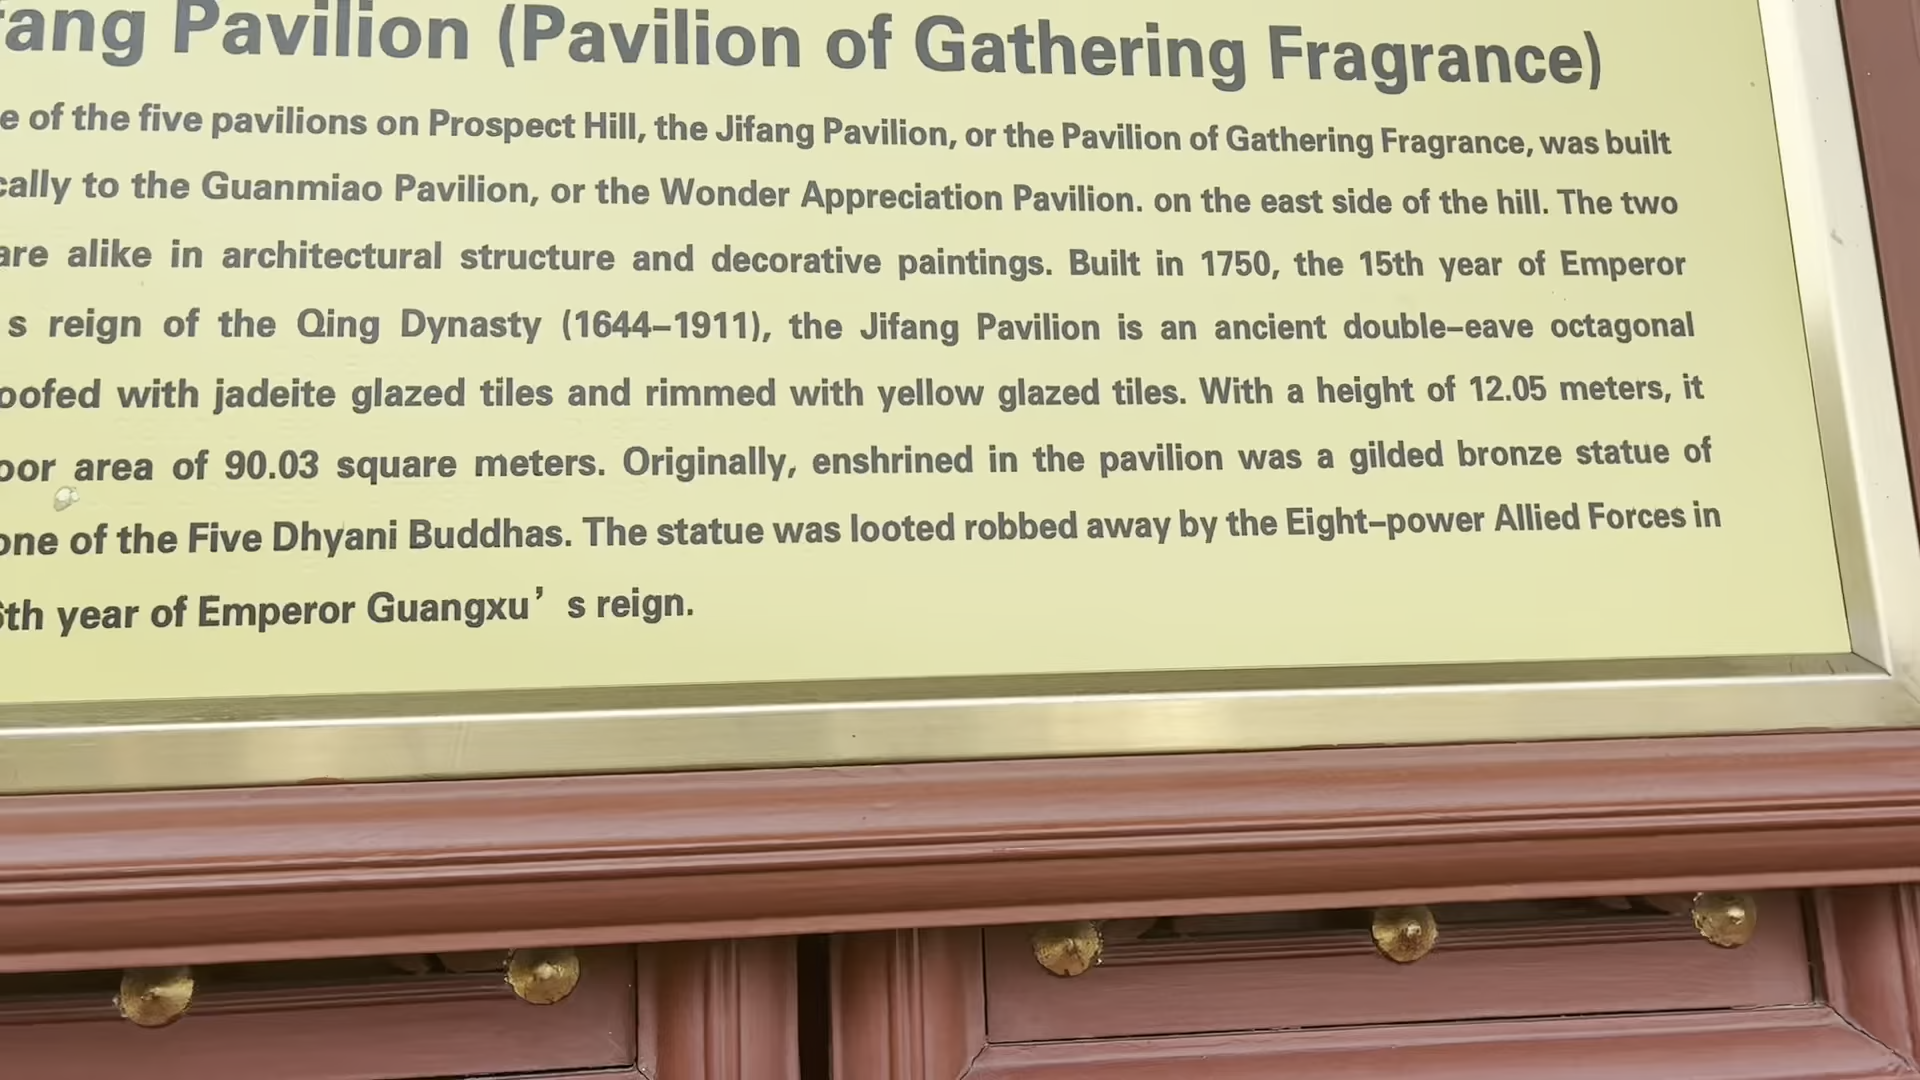 fang Pavilion (Pavilion of Gathering Fragrance)
e of the five pavilions on Prospect Hill, the Jifang Pavilion, or the Pavilion of Gathering Fragrance, was built
cally to the Guanmiao Pavilion, or the Wonder Appreciation Pavilion. on the east side of the hill. The two
are alike in architectural structure and decorative paintings. Built in 1750, the 15th year of Emperor
s reign of the Qing Dynasty (1644–1911), the Jifang Pavilion is an ancient double–eave octagonal
oofed with jadeite glazed tiles and rimmed with yellow glazed tiles. With a height of 12.05 meters, it
oor area of 90.03 square meters. Originally, enshrined in the pavilion was a gilded bronze statue of
one of the Five Dhyani Buddhas. The statue was looted robbed away by the Eight–power Allied Forces in
6th year of Emperor Guangxu’ s reign.